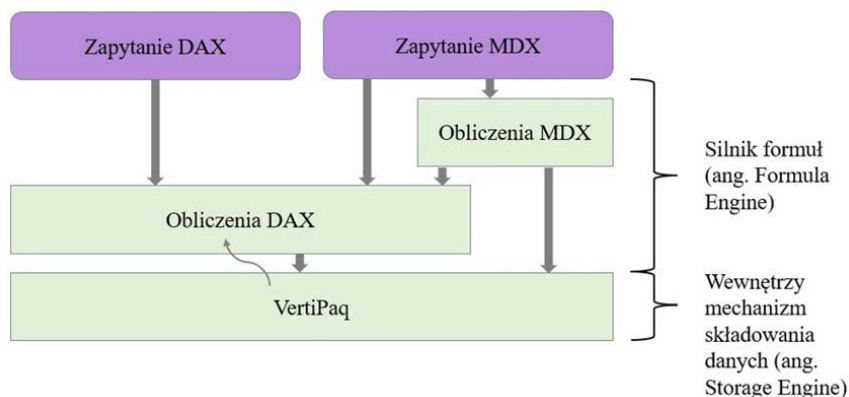 Zapytanie DAX
Zapytanie MDX
Obliczenia MDX
Silnik formuł
(ang. Formula
Engine)
Obliczenia DAX
VertiPaq
Wewnętrzy
mechanizm
składowania
danych (ang.
Storage Engine)